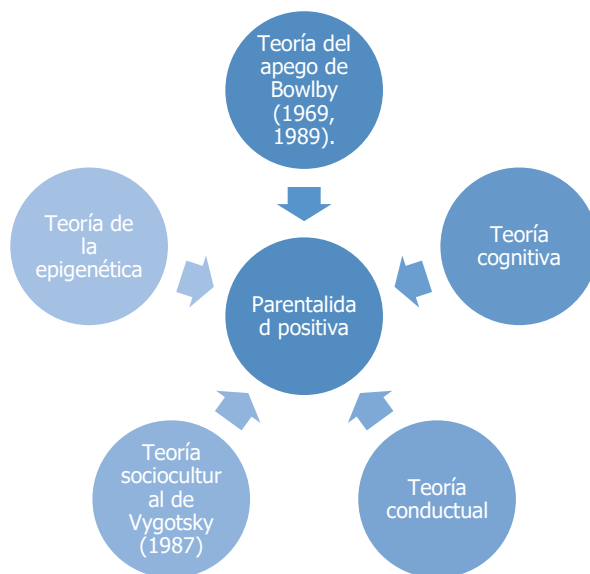 Teoría del
apego de
Bowlby
(1969,
1989).
Teoría de
la
epigenética
Teoría
cognitiva
Parentalida
d positiva
Teoría
sociocultur
al de
Vygotsky
(1987)
Teoría
conductual